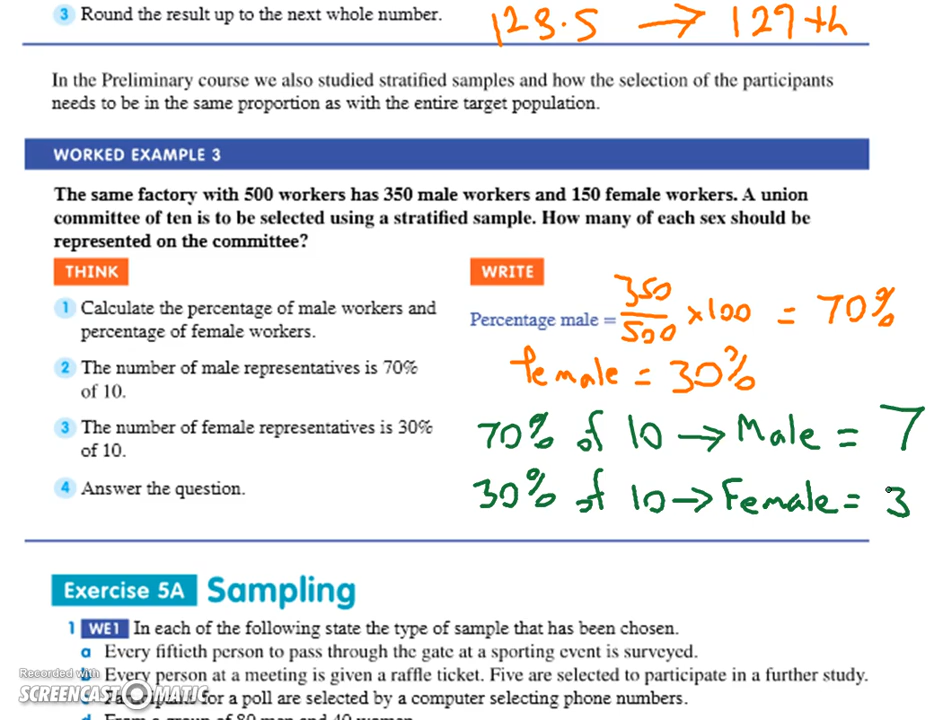 3 Round the result up to the next whole number.
128.5 → 129th
In the Preliminary course we also studied stratified samples and how the selection of the participants
needs to be in the same proportion as with the entire target population.
WORKED EXAMPLE 3
The same factory with 500 workers has 350 male workers and 150 female workers. A union
committee of ten is to be selected using a stratified sample. How many of each sex should be
represented on the committee?
THINK
1 Calculate the percentage of male workers and
percentage of female workers.
2 The number of male representatives is 70%
of 10.
3 The number of female representatives is 30%
of 10.
4 Answer the question.
WRITE
Percentage male = 350/500 × 100 = 70%
female = 30%
70% of 10 → Male = 7
30% of 10 → Female = 3
Exercise 5A Sampling
1 WE1 In each of the following state the type of sample that has been chosen.
a Every fiftieth person to pass through the gate at a sporting event is surveyed.
b Every person at a meeting is given a raffle ticket. Five are selected to participate in a further study.
for a poll are selected by a computer selecting phone numbers.
d From a group of 80 men and 40 women
Recorded with
SCREENCAST-O-MATIC